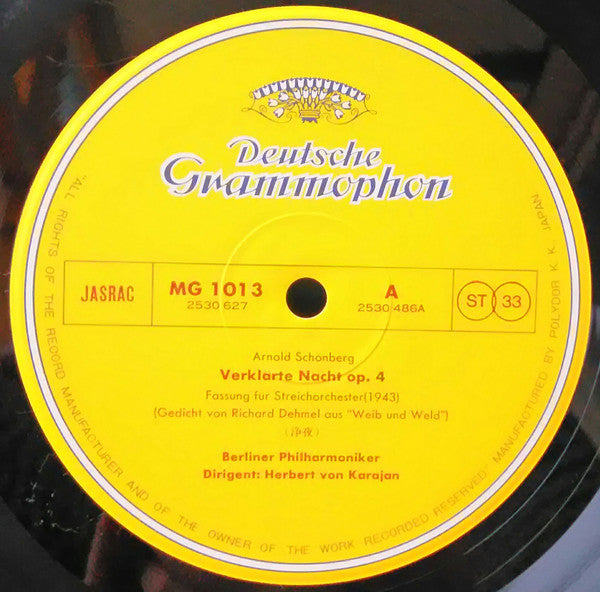 Deutsche
Grammophon
JASRAC
MG 1013
2530 627
A
2530 486A
ST 33
Arnold Schonberg
Verklarte Nacht op. 4
Fassung fur Streichorchester(1943)
(Gedicht von Richard Dehmel aus "Weib und Weld")
(浄夜)
Berliner Philharmoniker
Dirigent: Herbert von Karajan
"ALL RIGHTS OF THE RECORD MANUFACTURER AND OF THE OWNER OF THE WORK RECORDED RESERVED" MANUFACTURED BY POLYDOR K. K. JAPAN